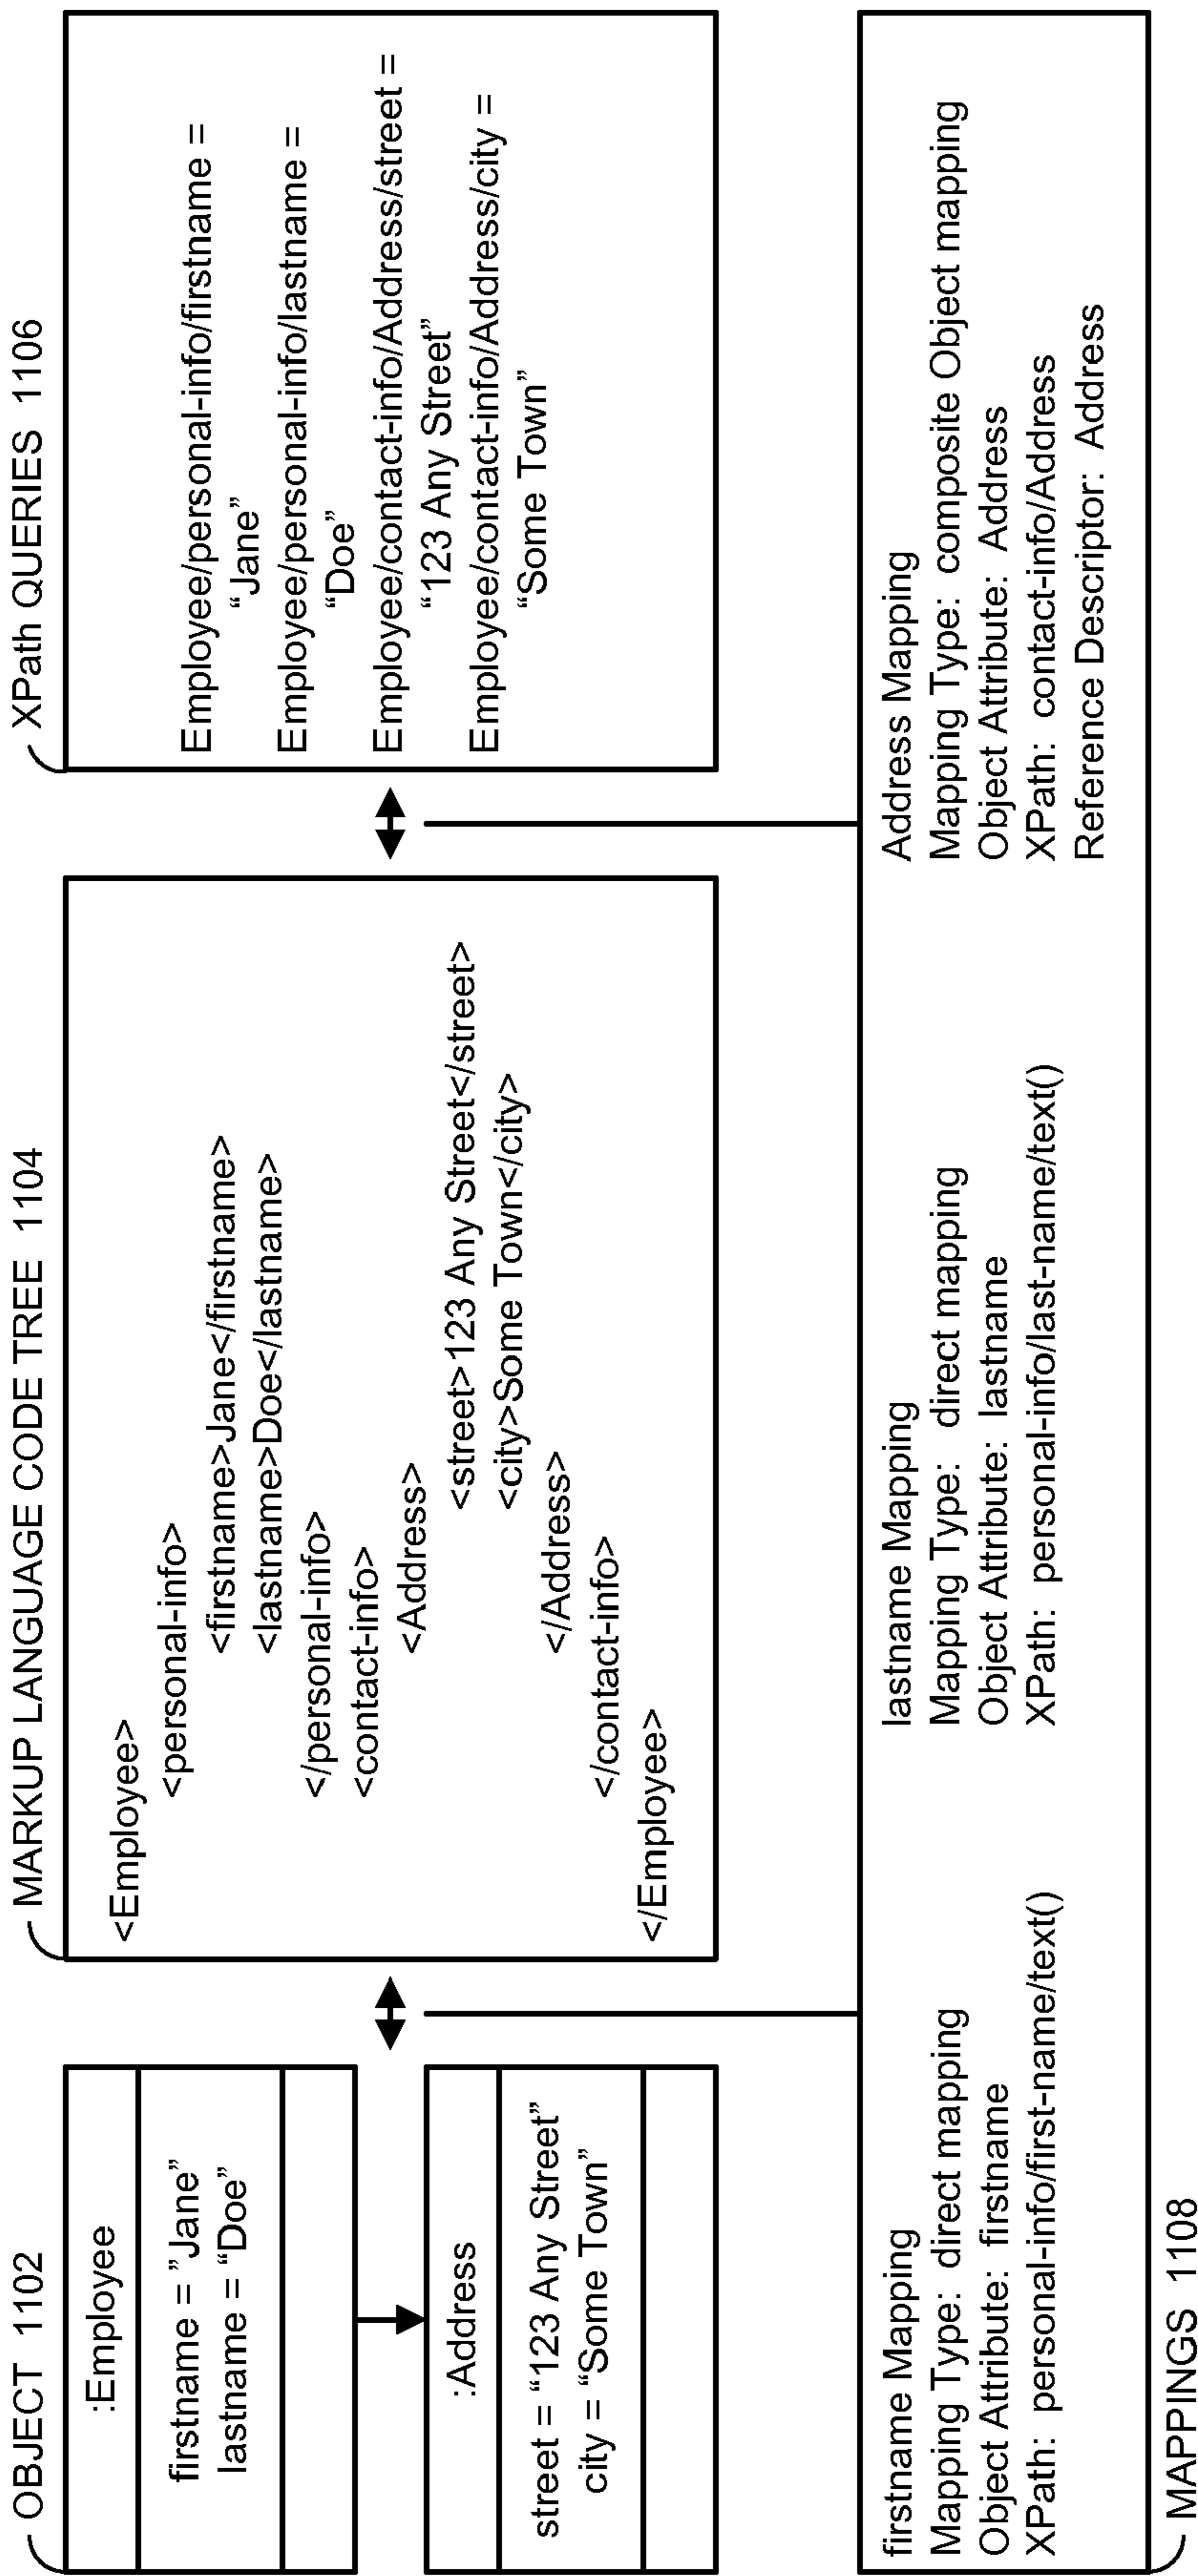 OBJECT 1102
:Employee
firstname = ”Jane”
lastname = “Doe”
:Address
street = “123 Any Street”
city = “Some Town”
MARKUP LANGUAGE CODE TREE 1104
<Employee>
<personal-info>
<firstname>Jane</firstname>
<lastname>Doe</lastname>
</personal-info>
<contact-info>
<Address>
<street>123 Any Street</street>
<city>Some Town</city>
</Address>
</contact-info>
</Employee>
XPath QUERIES 1106
Employee/personal-info/firstname =
“Jane”
Employee/personal-info/lastname =
“Doe”
Employee/contact-info/Address/street =
“123 Any Street”
Employee/contact-info/Address/city =
“Some Town”
firstname Mapping
Mapping Type: direct mapping
Object Attribute: firstname
XPath: personal-info/first-name/text()
lastname Mapping
Mapping Type: direct mapping
Object Attribute: lastname
XPath: personal-info/last-name/text()
Address Mapping
Mapping Type: composite Object mapping
Object Attribute: Address
XPath: contact-info/Address
Reference Descriptor: Address
MAPPINGS 1108